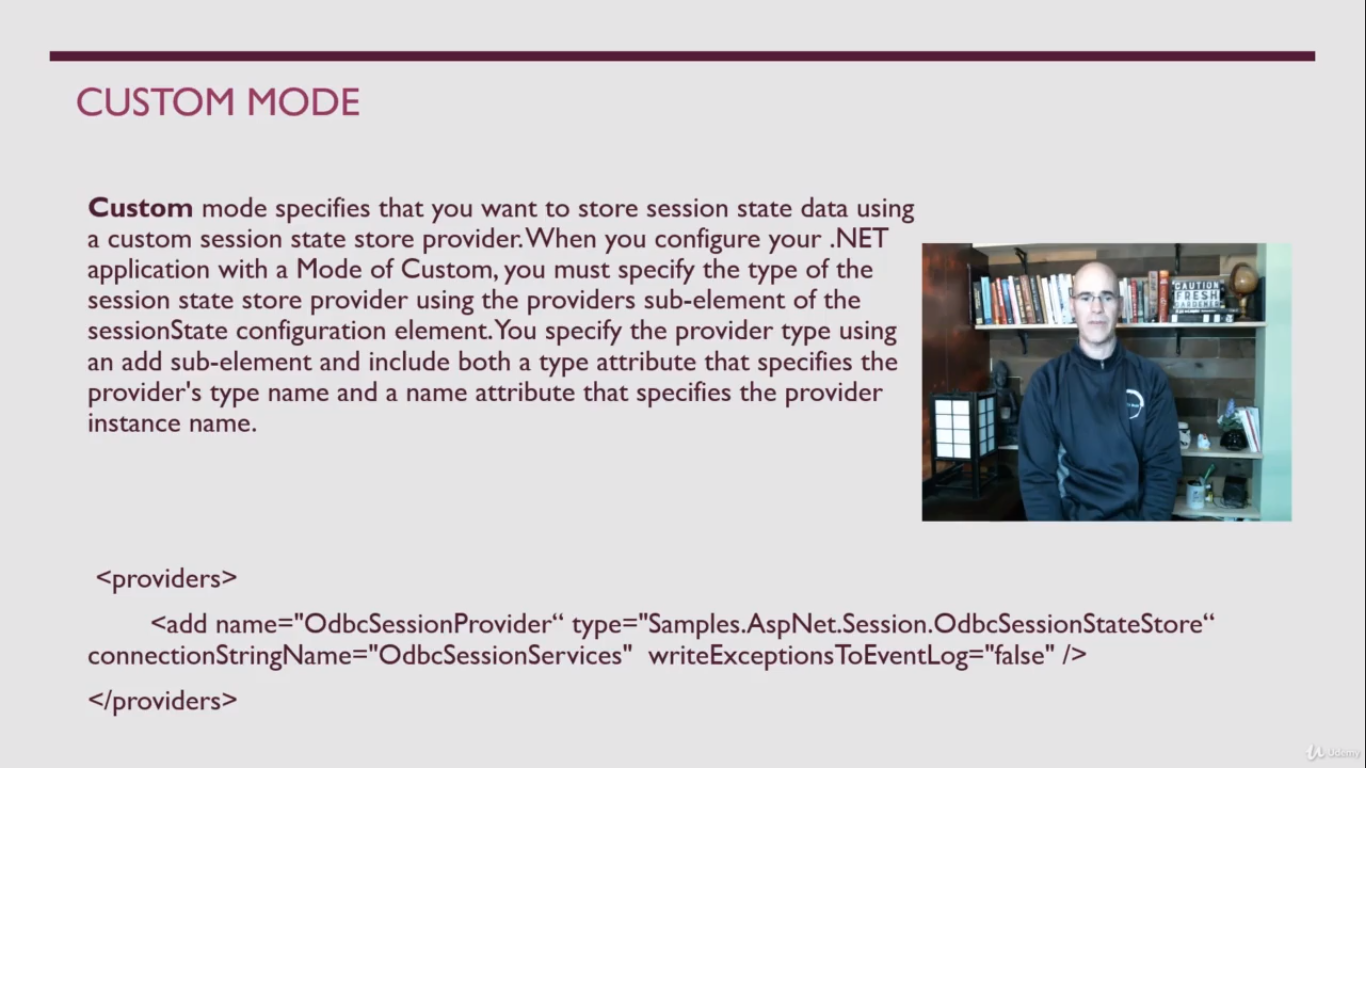 CUSTOM MODE
Custom mode specifies that you want to store session state data using
a custom session state store provider. When you configure your .NET
application with a Mode of Custom, you must specify the type of the
session state store provider using the providers sub-element of the
sessionState configuration element. You specify the provider type using
an add sub-element and include both a type attribute that specifies the
provider's type name and a name attribute that specifies the provider
instance name.
CAUTION
FRESH
GARDENER
<providers>
<add name="OdbcSessionProvider“ type="Samples.AspNet.Session.OdbcSessionStateStore“
connectionStringName="OdbcSessionServices" writeExceptionsToEventLog="false" />
</providers>
Udemy